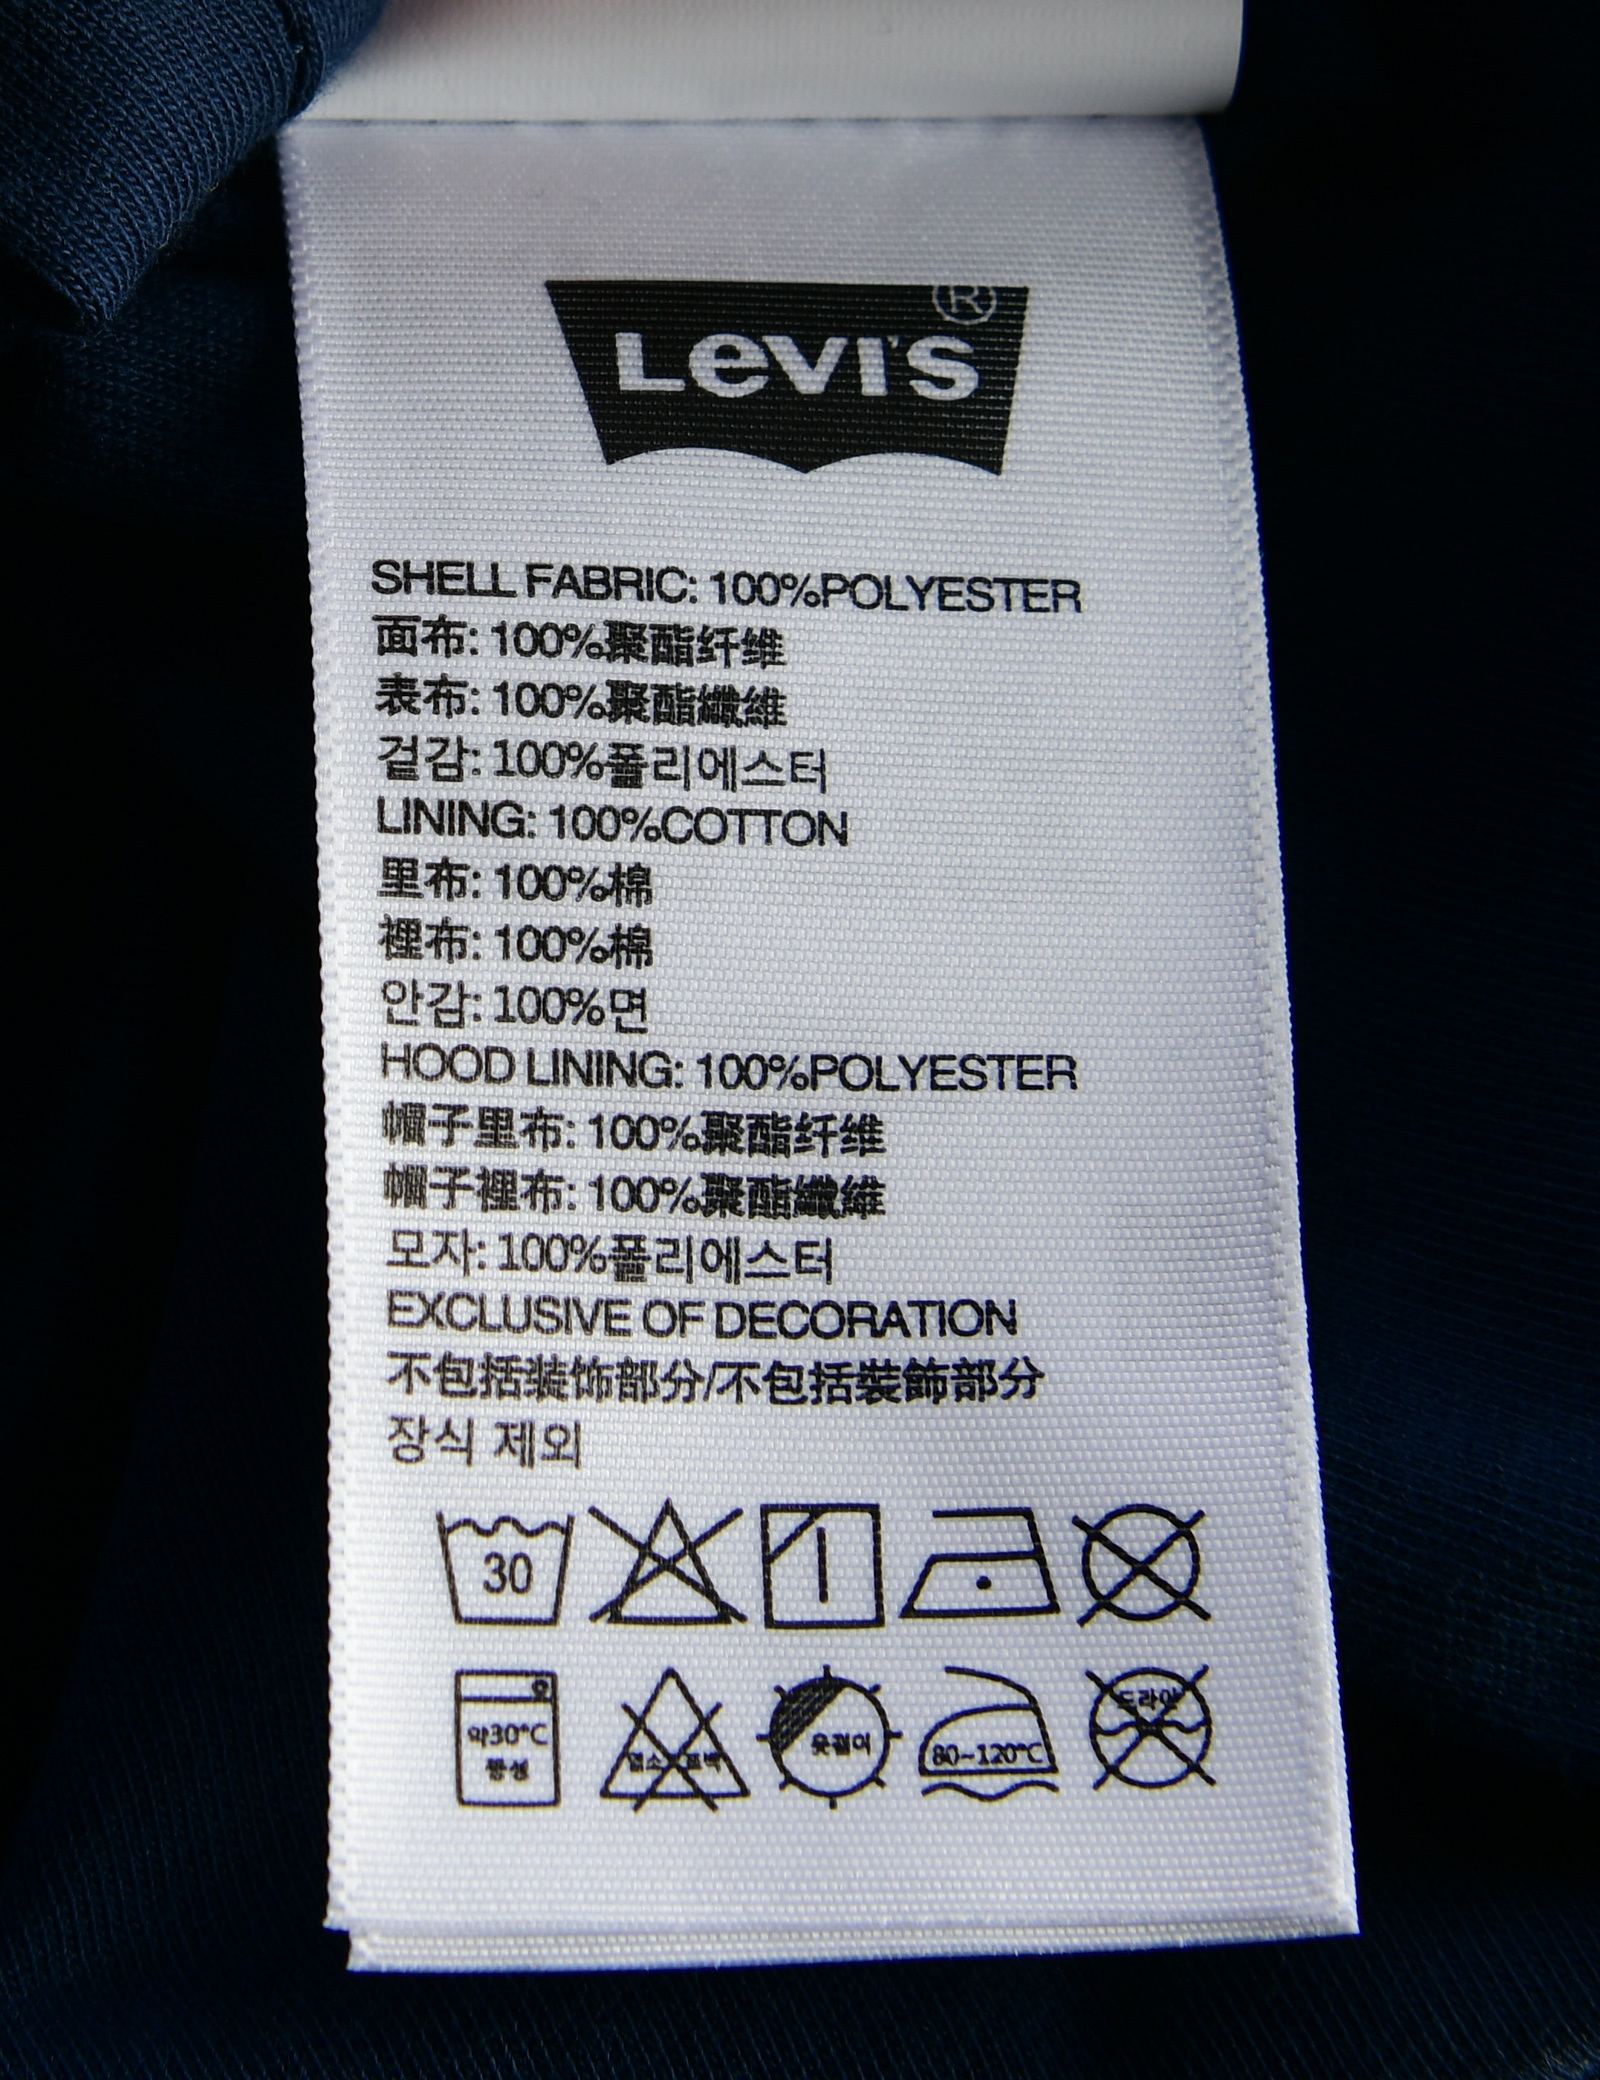 LEVI'S ®
SHELL FABRIC: 100%POLYESTER
面布: 100%聚酯纤维
表布: 100%聚酯纖維
겉감: 100%폴리에스터
LINING: 100%COTTON
里布: 100%棉
裡布: 100%棉
안감: 100%면
HOOD LINING: 100%POLYESTER
帽子里布: 100%聚酯纤维
帽子裡布: 100%聚酯纖維
모자: 100%폴리에스터
EXCLUSIVE OF DECORATION
不包括装饰部分/不包括裝飾部分
장식 제외
30
약30°C 중성 염소 표백 옷걸이 80~120°C 드라이